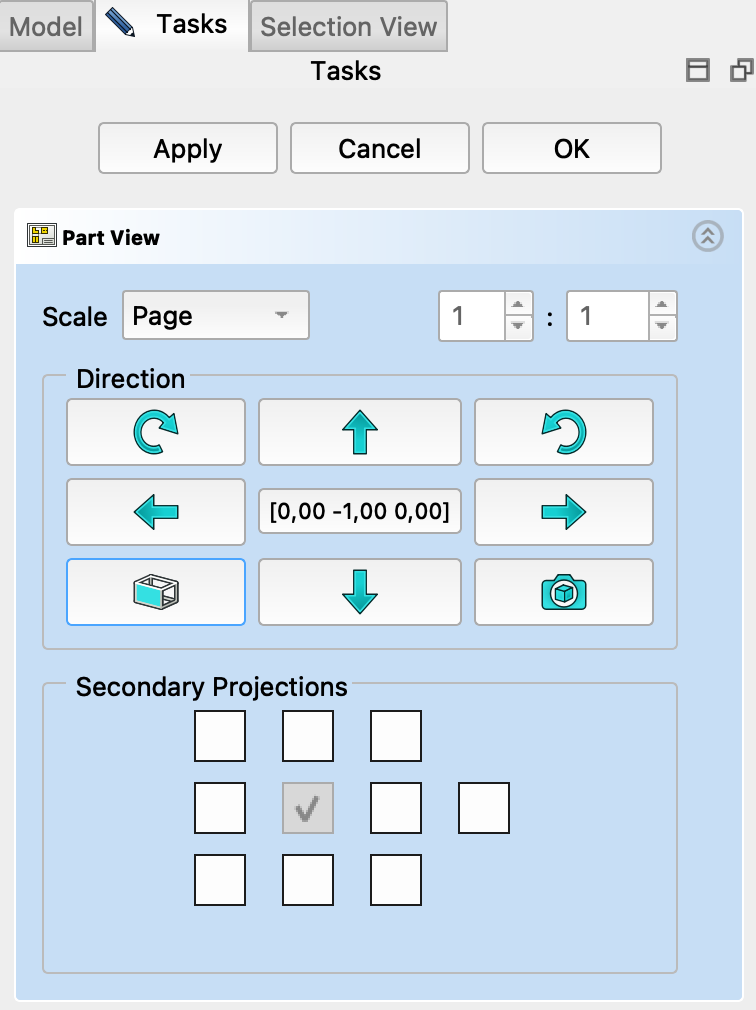 Model Tasks Selection View
Tasks
Apply Cancel OK
Part View
Scale Page 1 : 1
Direction
[0,00 -1,00 0,00]
Secondary Projections